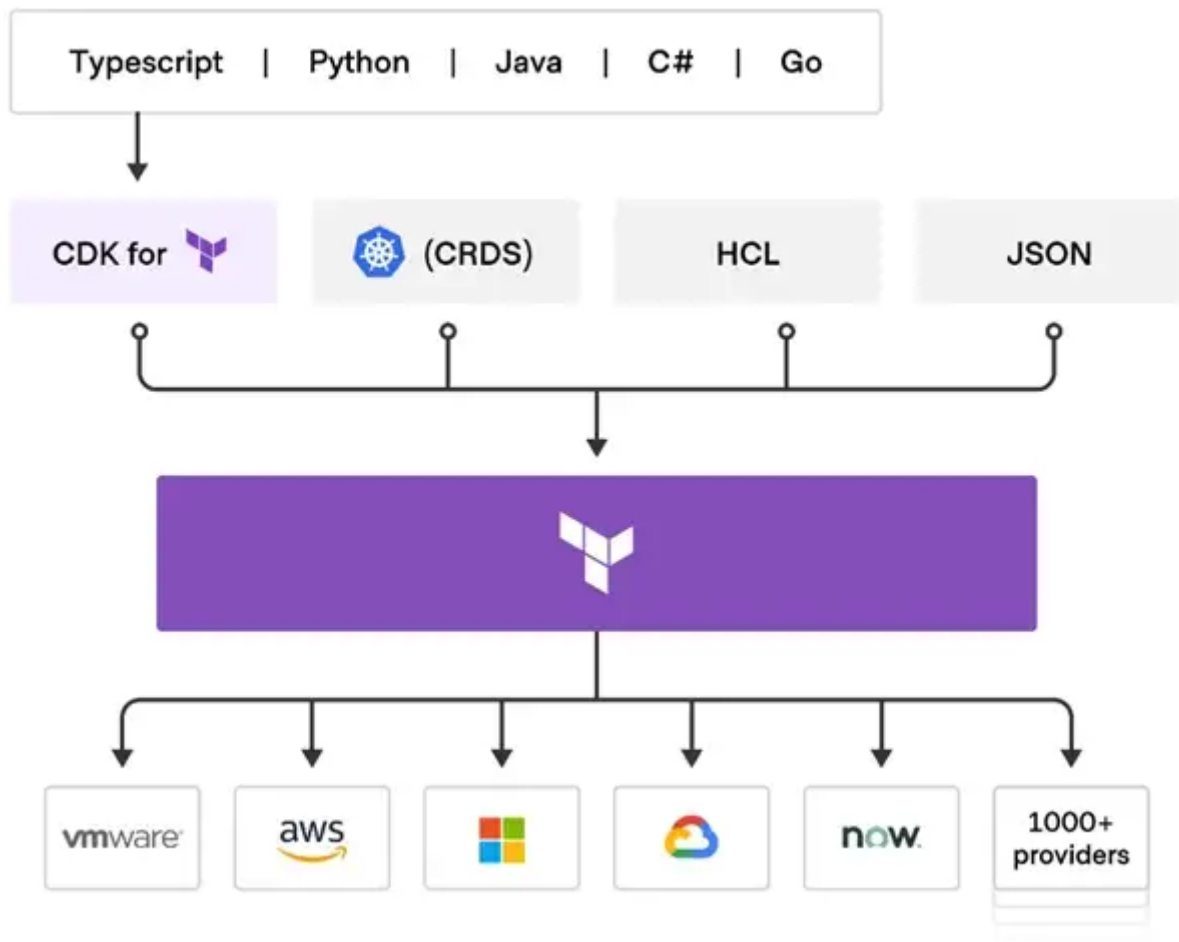 Typescript | Python | Java | C# | Go
CDK for
(CRDS)
HCL
JSON
vmware
aws
now.
1000+
providers